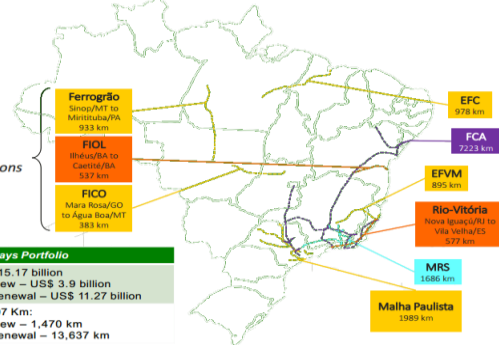 Ferrogrão
Sinop/MT to
Miritituba/PA
933 km
FIOL
Ilhéus/BA to
Caetité/BA
537 km
FICO
Mara Rosa/GO
to Água Boa/MT
383 km
ons
EFC
978 km
FCA
7223 km
EFVM
895 km
Rio-Vitória
Nova Iguaçú/RJ to
Vila Velha/ES
577 km
MRS
1686 km
Malha Paulista
1989 km
ays Portfolio
15.17 billion
ew – US$ 3.9 billion
enewal – US$ 11.27 billion
07 Km:
ew – 1,470 km
enewal – 13,637 km